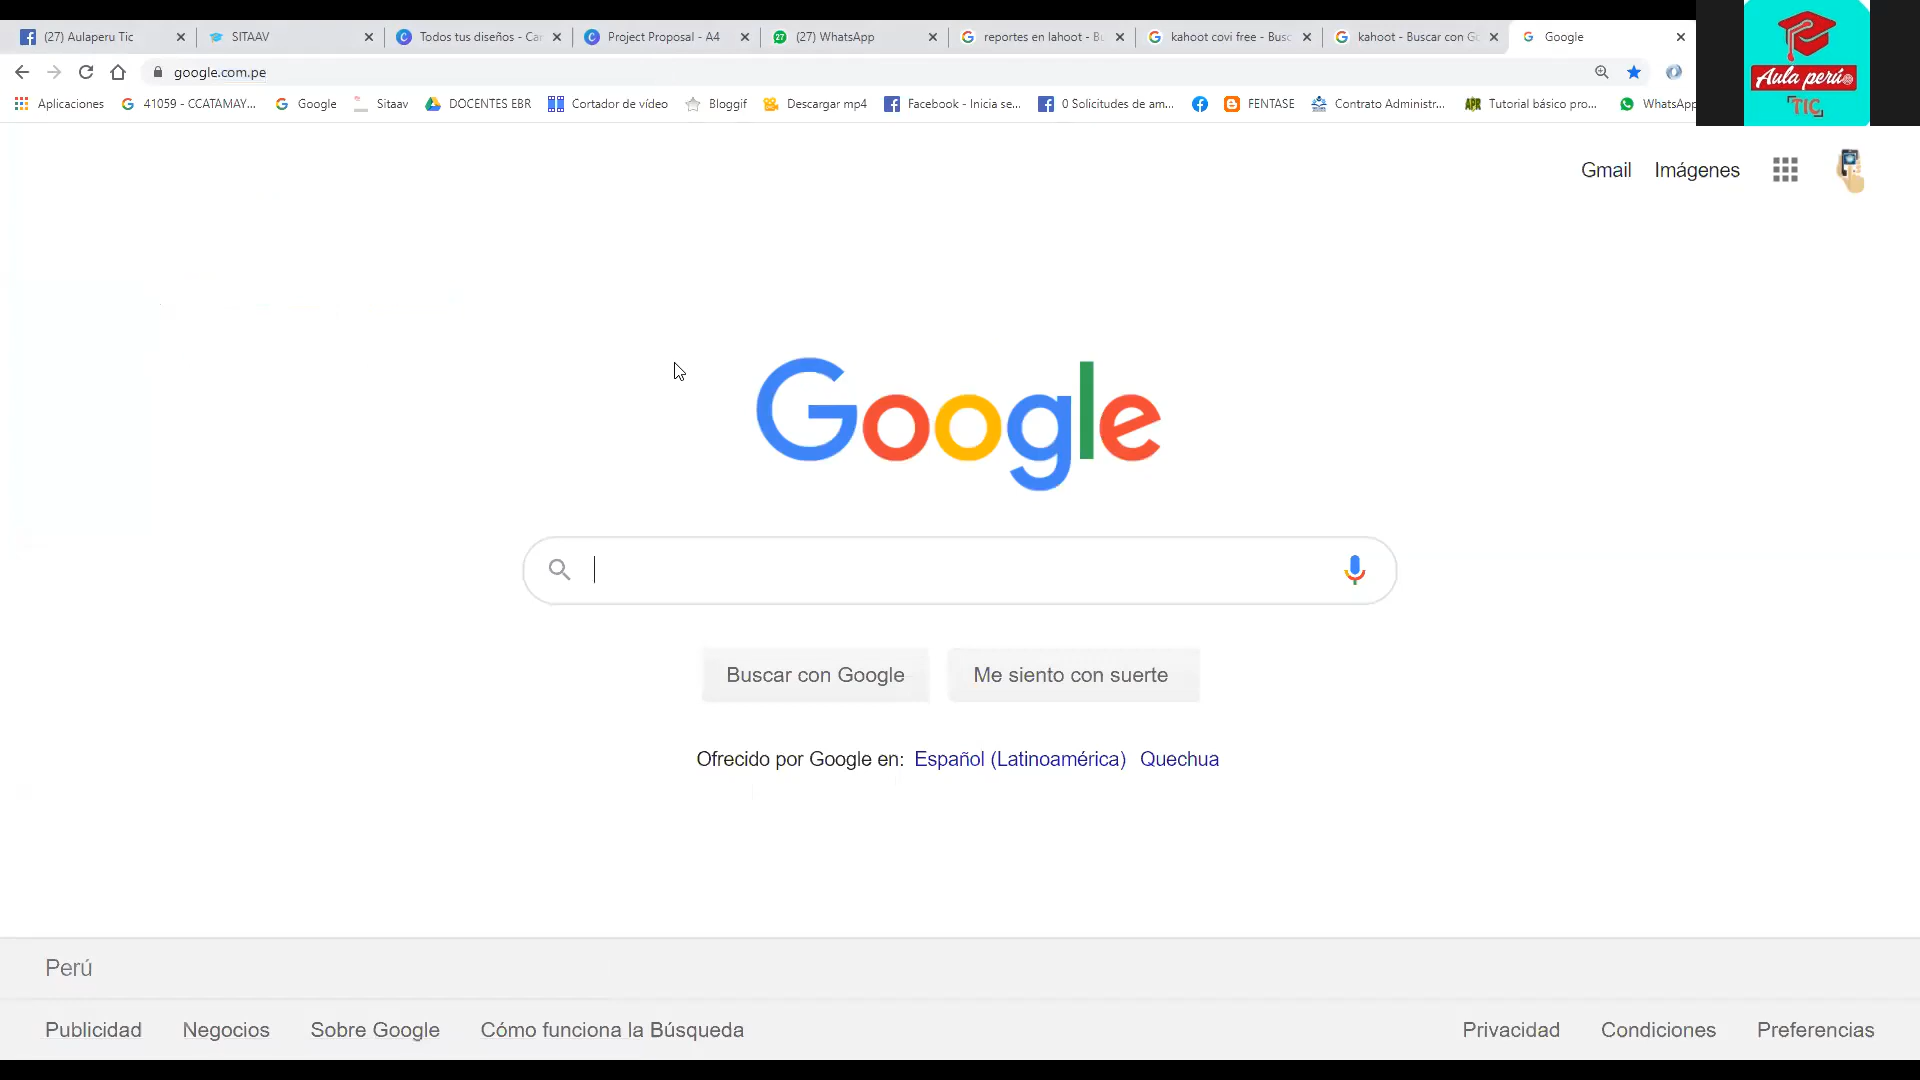 (27) Aulaperu Tic
SITAAV
Todos tus diseños - Ca
Project Proposal - A4
27
(27) WhatsApp
reportes en lahoot - Bu
kahoot covi free - Busc
kahoot - Buscar con Go
Google
google.com.pe
Aplicaciones
41059 - CCATAMAY...
Google
Sitaav
DOCENTES EBR
Cortador de vídeo
Bloggif
Descargar mp4
Facebook - Inicia se...
0 Solicitudes de am...
FENTASE
Contrato Administr...
Tutorial básico pro...
WhatsApp
Aula perú
TIC
Gmail
Imágenes
Google
Buscar con Google
Me siento con suerte
Ofrecido por Google en: Español (Latinoamérica) Quechua
Perú
Publicidad
Negocios
Sobre Google
Cómo funciona la Búsqueda
Privacidad
Condiciones
Preferencias